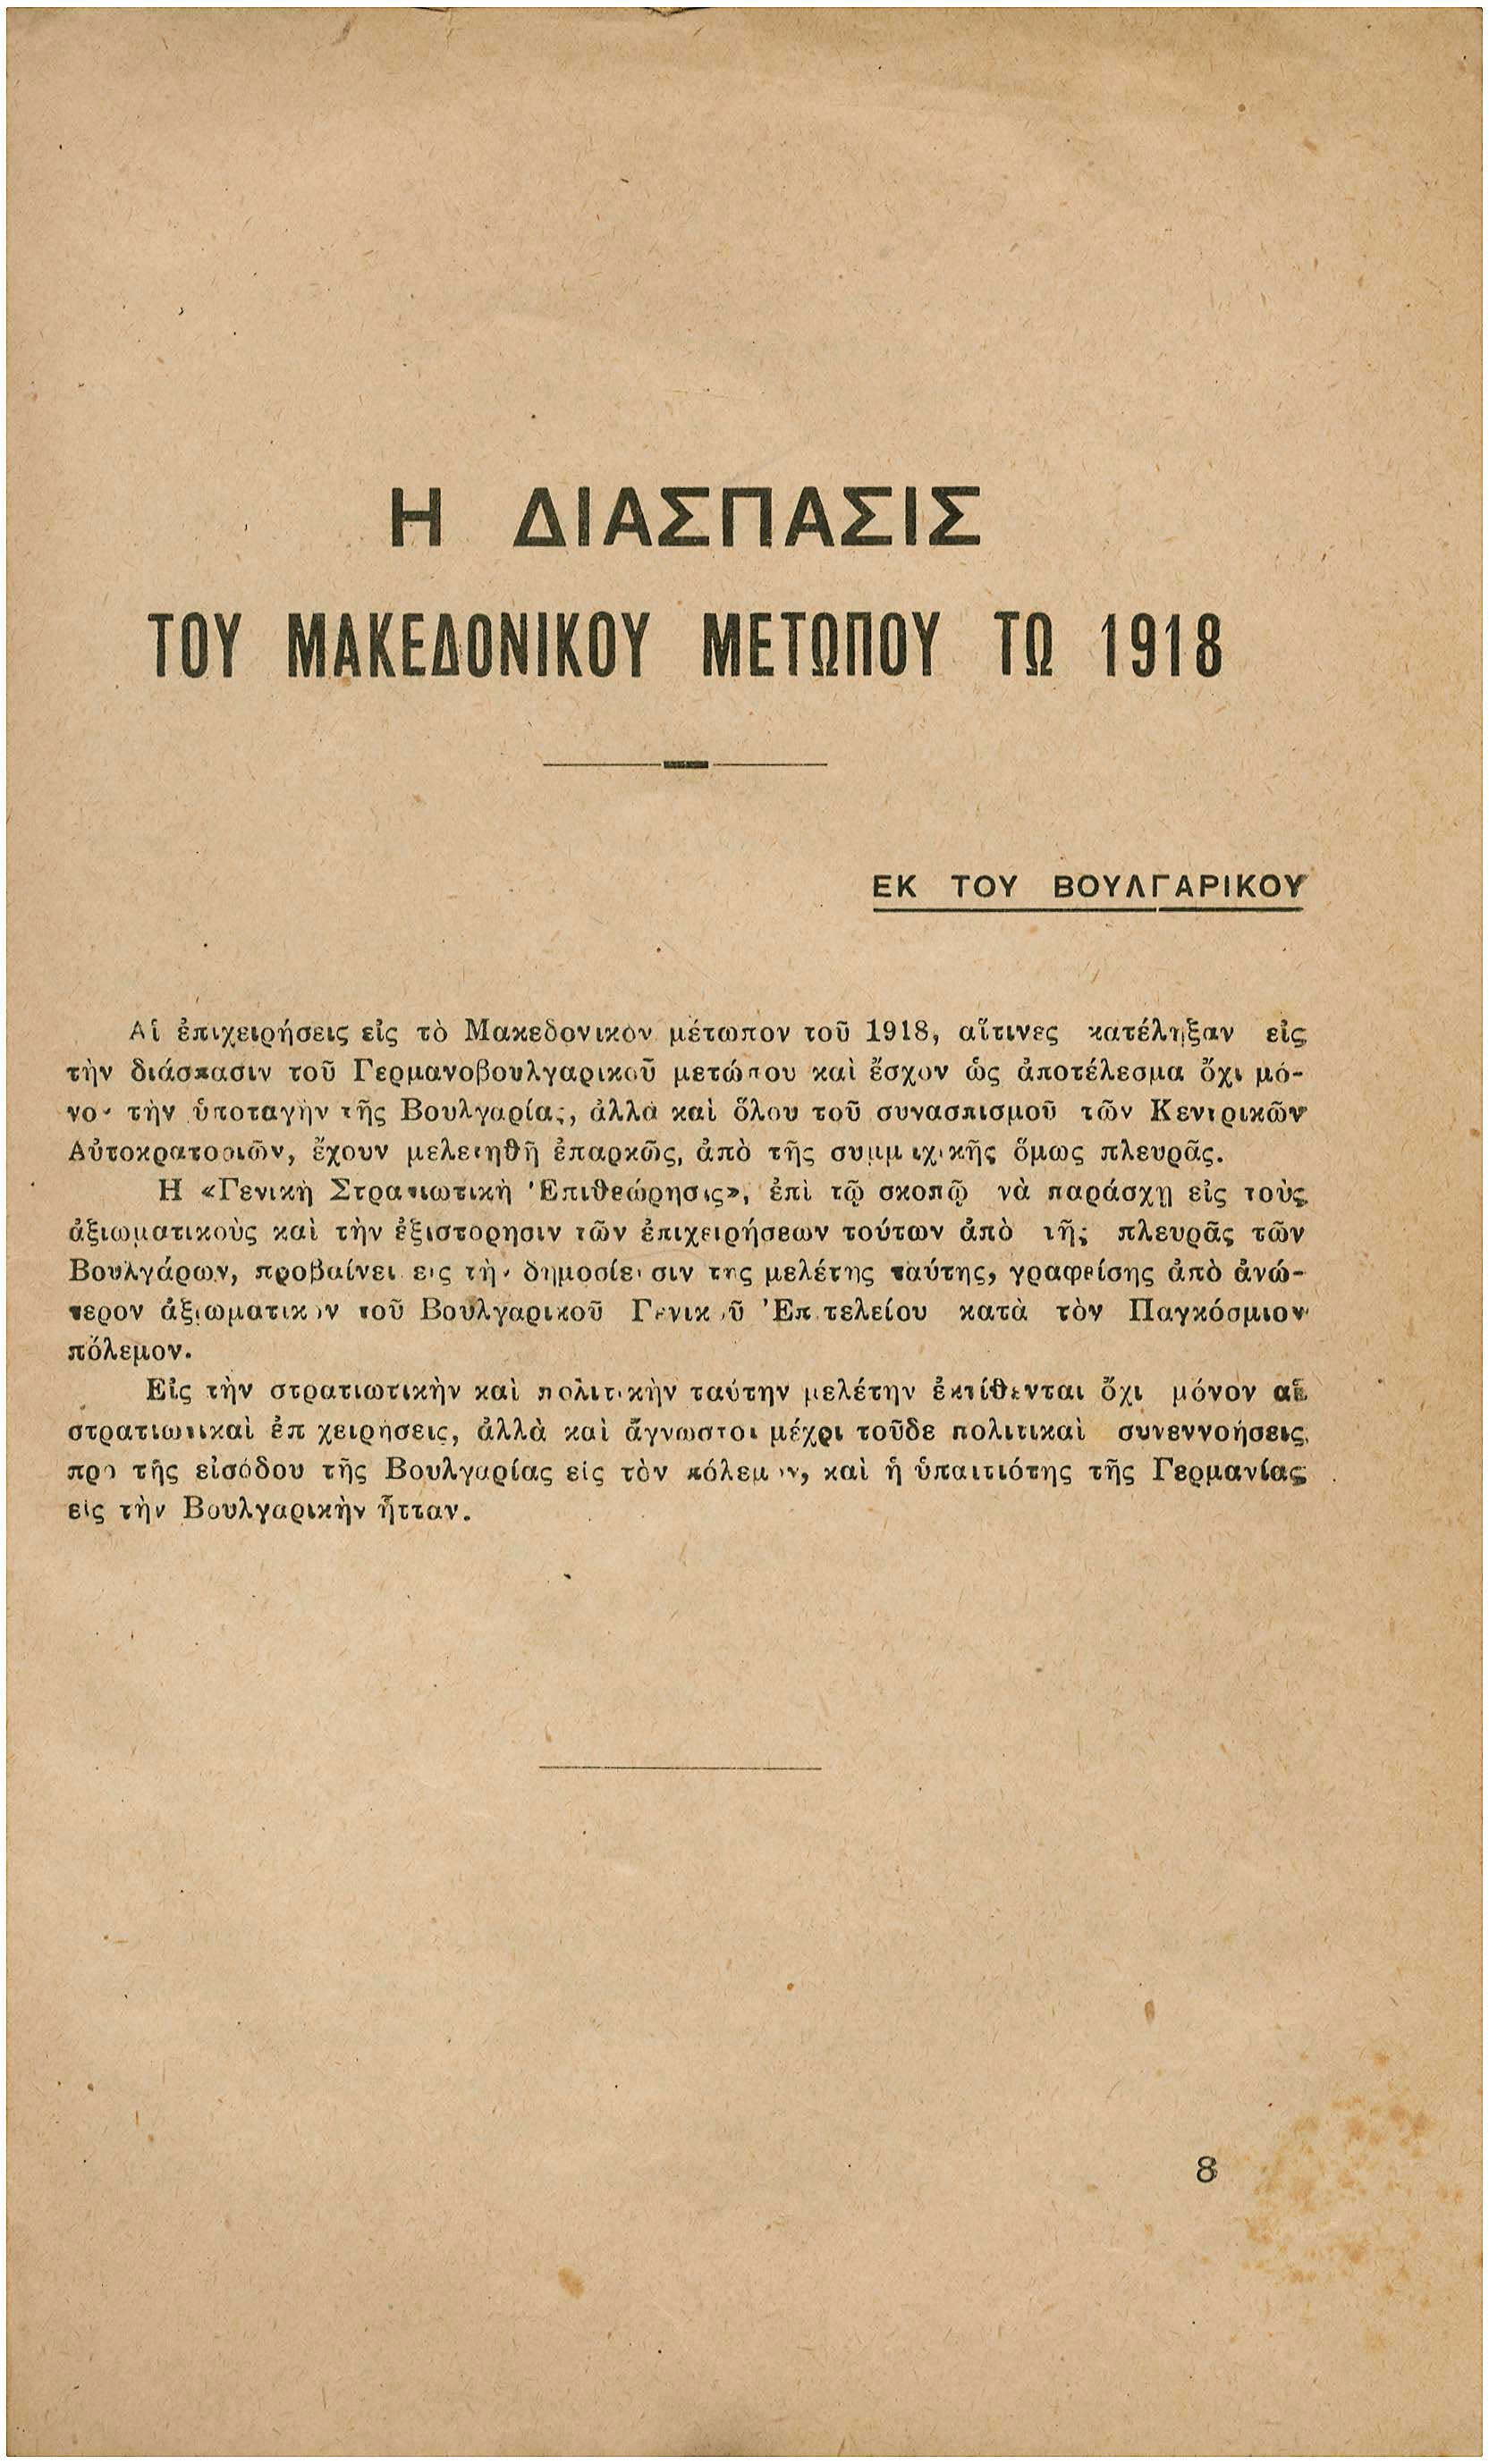 Η ΔΙΑΣΠΑΣΙΣ
ΤΟΥ ΜΑΚΕΔΟΝΙΚΟΥ ΜΕΤΩΠΟΥ ΤΩ 1918
ΕΚ ΤΟΥ ΒΟΥΛΓΑΡΙΚΟΥ
Αἱ ἐπιχειρήσεις εἰς τὸ Μακεδονικὸν μέτωπον τοῦ 1918, αἵτινες κατέληξαν εἰς
τὴν διάσπασιν τοῦ Γερμανοβουλγαρικοῦ μετώπου καὶ ἔσχον ὡς ἀποτέλεσμα ὄχι μό-
νον τὴν ὑποταγὴν τῆς Βουλγαρίας, ἀλλὰ καὶ ὅλου τοῦ συνασπισμοῦ τῶν Κεντρικῶν
Αὐτοκρατοριῶν, ἔχουν μελετηθῆ ἐπαρκῶς, ἀπὸ τῆς συμμαχικῆς ὅμως πλευρᾶς.
Η «Γενικὴ Στρατιωτικὴ Ἐπιθεώρησις», ἐπὶ τῷ σκοπῷ νὰ παράσχῃ εἰς τοὺς
ἀξιωματικοὺς καὶ τὴν ἐξιστόρησιν τῶν ἐπιχειρήσεων τούτων ἀπὸ τῆς πλευρᾶς τῶν
Βουλγάρων, προβαίνει εἰς τὴν δημοσίευσιν της μελέτης ταύτης, γραφείσης ἀπὸ ἀνώ-
τερον ἀξιωματικὸν τοῦ Βουλγαρικοῦ Γενικοῦ Ἐπιτελείου κατὰ τὸν Παγκόσμιον
πόλεμον.
Εἰς τὴν στρατιωτικὴν καὶ πολιτικὴν ταύτην μελέτην ἐκτίθενται ὄχι μόνον αἱ
στρατιωτικαὶ ἐπιχειρήσεις, ἀλλὰ καὶ ἄγνωστοι μέχρι τοῦδε πολιτικαὶ συνεννοήσεις
πρὸ τῆς εἰσόδου τῆς Βουλγαρίας εἰς τὸν πόλεμον, καὶ ἡ ὑπαιτιότης τῆς Γερμανίας
εἰς τὴν Βουλγαρικὴν ἧτταν.
8